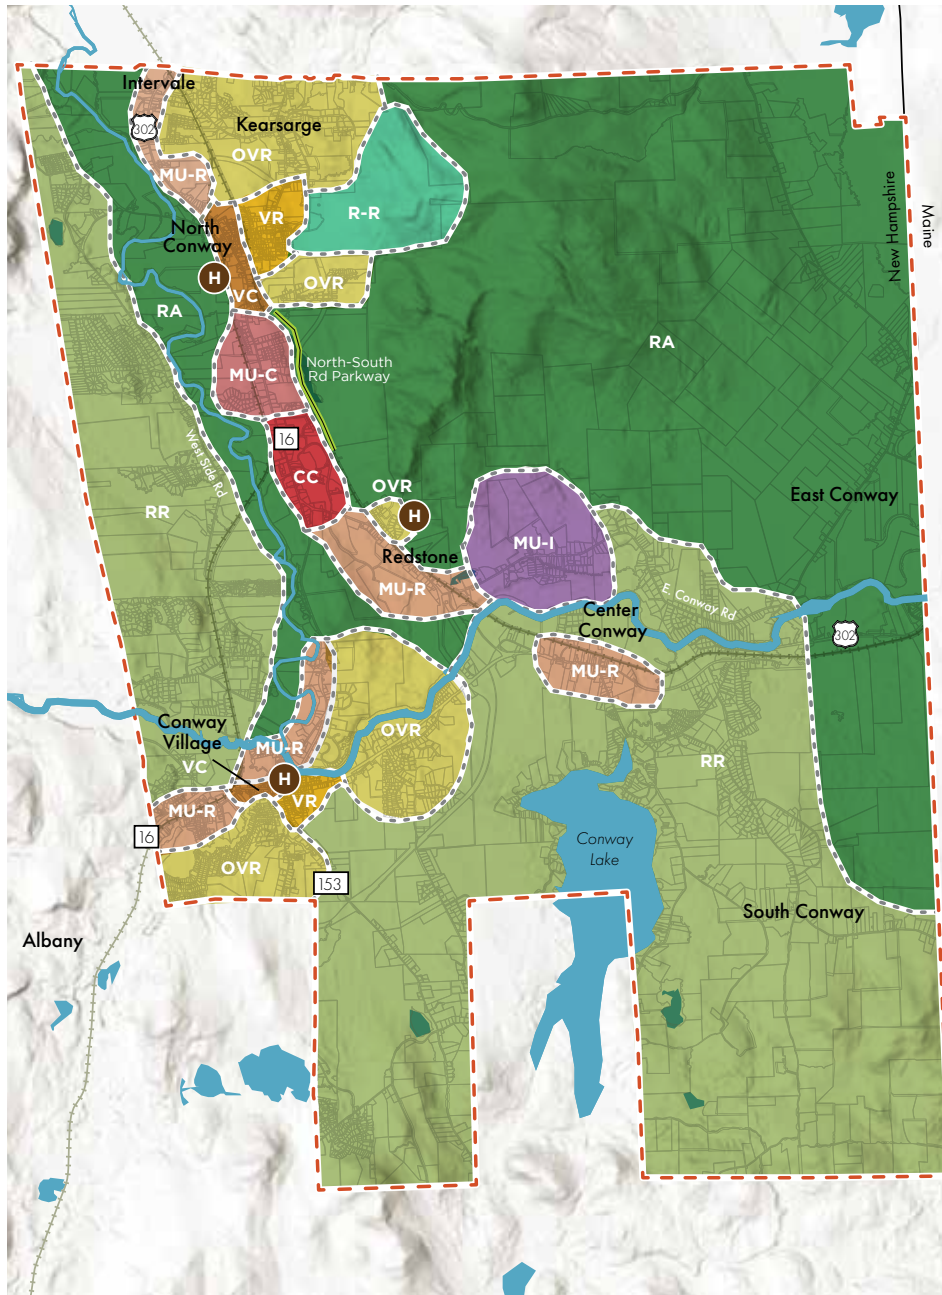 Intervale
302
Kearsarge
OVR
MU-R
VR
R-R
North
Conway
H
VC
OVR
RA
New Hampshire
Maine
MU-C
North-South
Rd Parkway
RA
16
West Side Rd
CC
OVR
H
East Conway
RR
MU-I
Redstone
MU-R
E. Conway Rd
Center
Conway
302
MU-R
Conway
Village
MU-R
OVR
VC
H
VR
RR
MU-R
16
Conway
Lake
OVR
153
South Conway
Albany